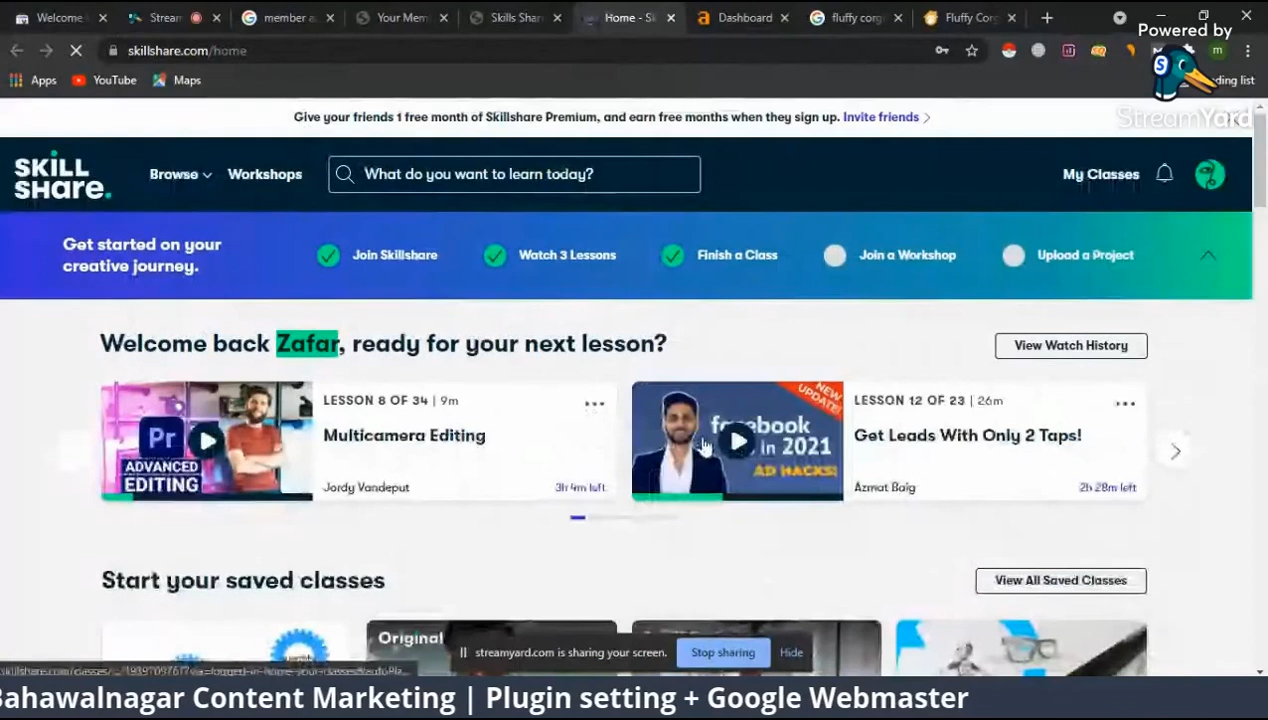 Welcome
Stream
member a
Your Mem
Skills Shar
Home - S
Dashboard
fluffy corg
Fluffy Cor
skillshare.com/home
Powered by
StreamYard
Apps
YouTube
Maps
ding list
Give your friends 1 free month of Skillshare Premium, and earn free months when they sign up. Invite friends
SKILL
SHARE.
Browse
Workshops
What do you want to learn today?
My Classes
Get started on your
creative journey.
Join Skillshare
Watch 3 Lessons
Finish a Class
Join a Workshop
Upload a Project
Welcome back Zafar, ready for your next lesson?
View Watch History
Pr
ADVANCED
EDITING
LESSON 8 OF 34 | 9m
Multicamera Editing
Jordy Vandeput
3h 4m left
NEW
UPDATE!
facebook
in 2021
AD HACKS!
LESSON 12 OF 23 | 26m
Get Leads With Only 2 Taps!
Azmat Baig
2h 28m left
Start your saved classes
View All Saved Classes
Original
streamyard.com is sharing your screen.
Stop sharing
Hide
Bahawalnagar Content Marketing | Plugin setting + Google Webmaster